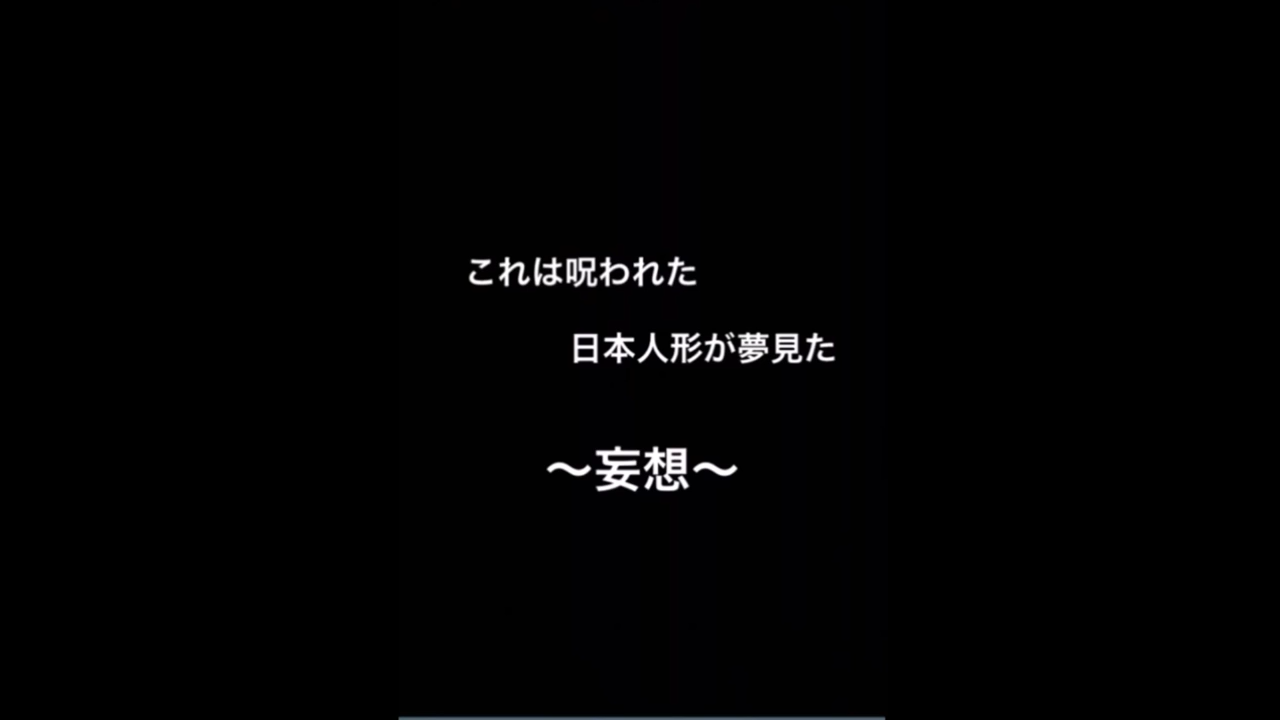 これは呪われた
日本人形が夢見た
～妄想～